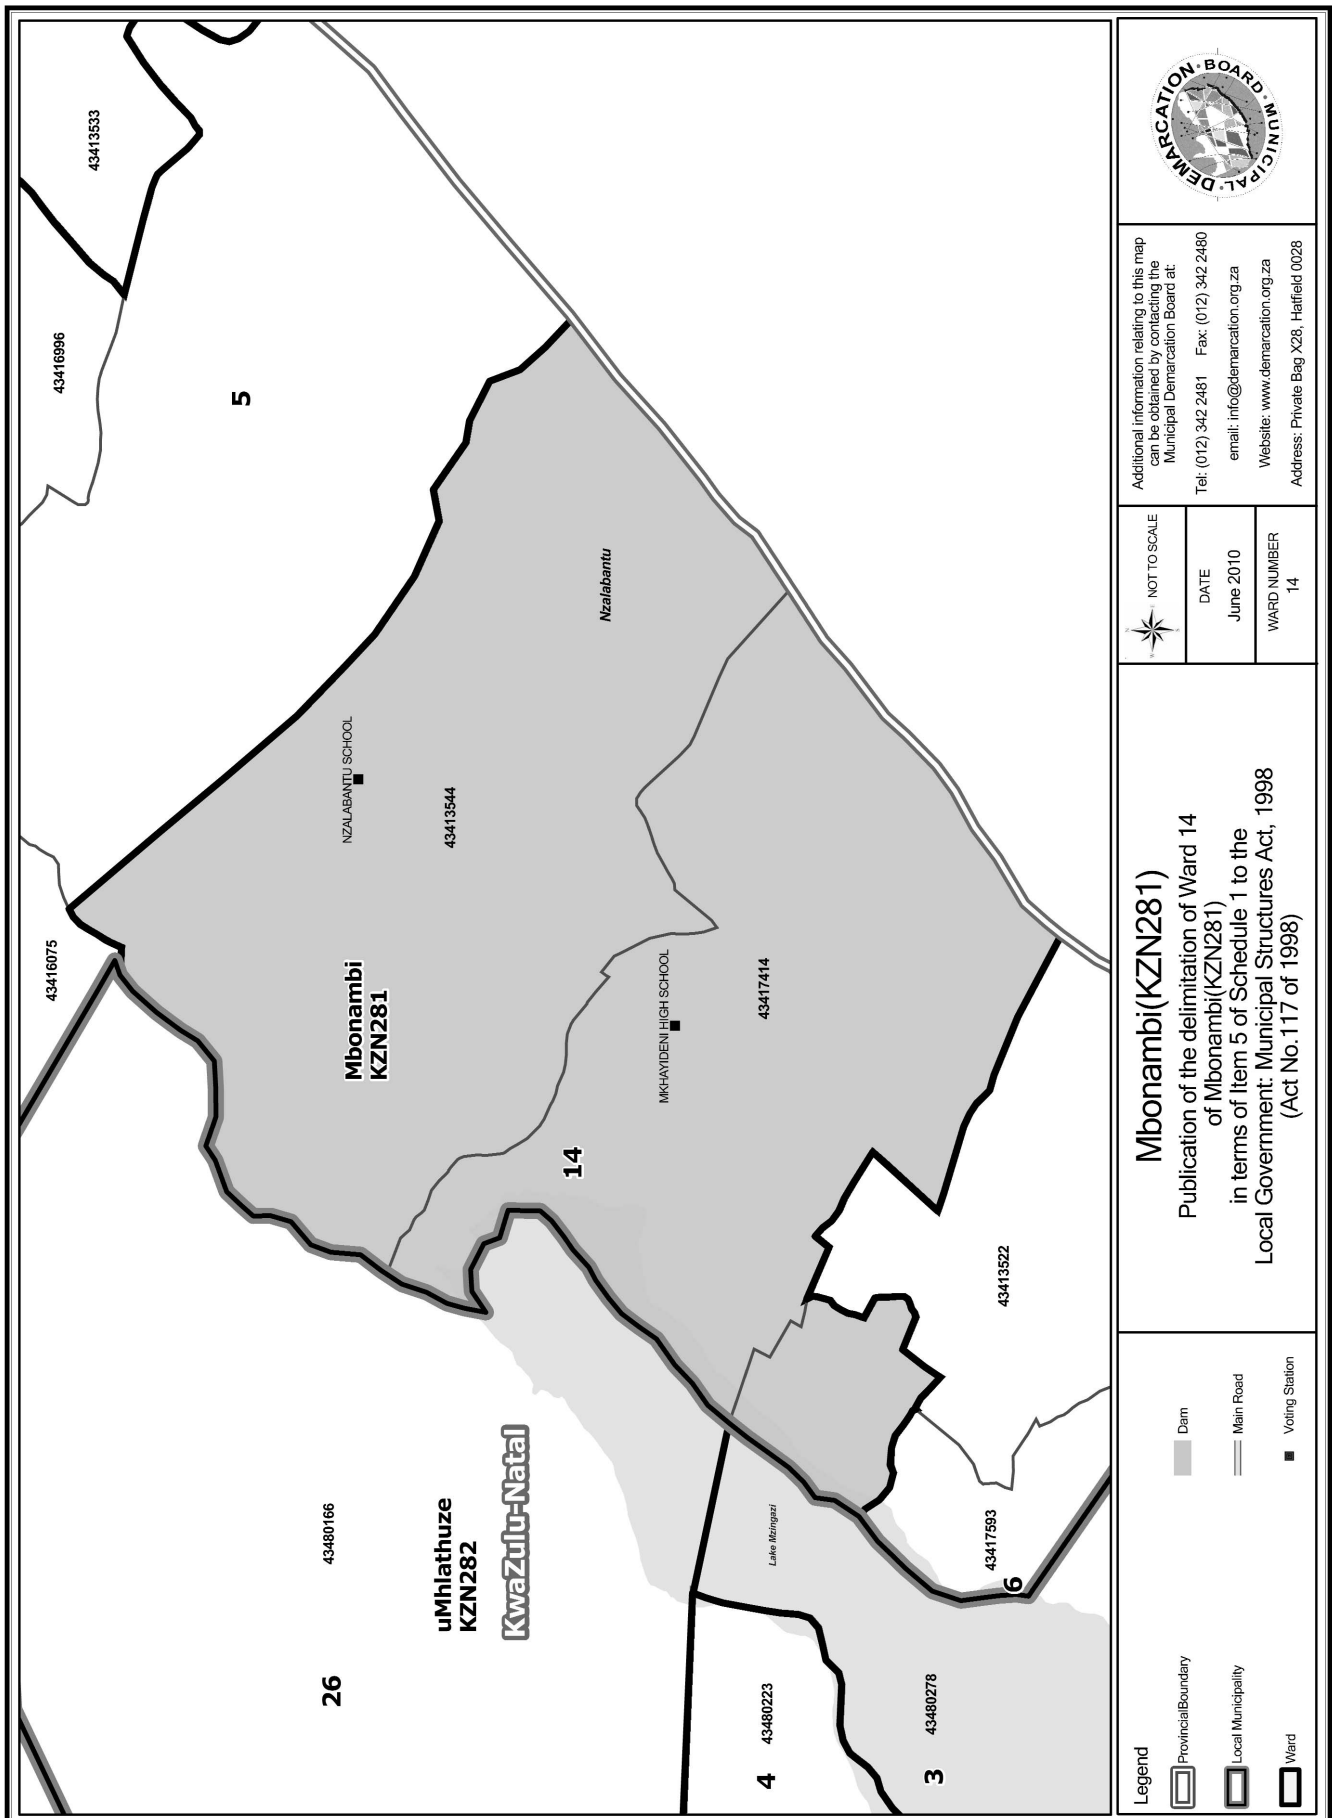 43413533
43416996
5
43416075
NZALABANTU SCHOOL
43413544
Nzalabantu
Mbonambi
KZN281
MKHAYIDENI HIGH SCHOOL
43417414
14
43480166
uMhlathuze
KZN282
KwaZulu-Natal
26
Lake Mzingazi
43413522
43417593
6
43480223
4
43480278
3
Legend
ProvincialBoundary
Local Municipality
Ward
Dam
Main Road
Voting Station
Mbonambi(KZN281)
Publication of the delimitation of Ward 14
of Mbonambi(KZN281)
in terms of Item 5 of Schedule 1 to the
Local Government: Municipal Structures Act, 1998
(Act No.117 of 1998)
NOT TO SCALE
DATE
June 2010
WARD NUMBER
14
Additional information relating to this map
can be obtained by contacting the
Municipal Demarcation Board at:
Tel: (012) 342 2481 Fax: (012) 342 2480
email: info@demarcation.org.za
Website: www.demarcation.org.za
Address: Private Bag X28, Hatfield 0028
MUNICIPAL DEMARCATION BOARD